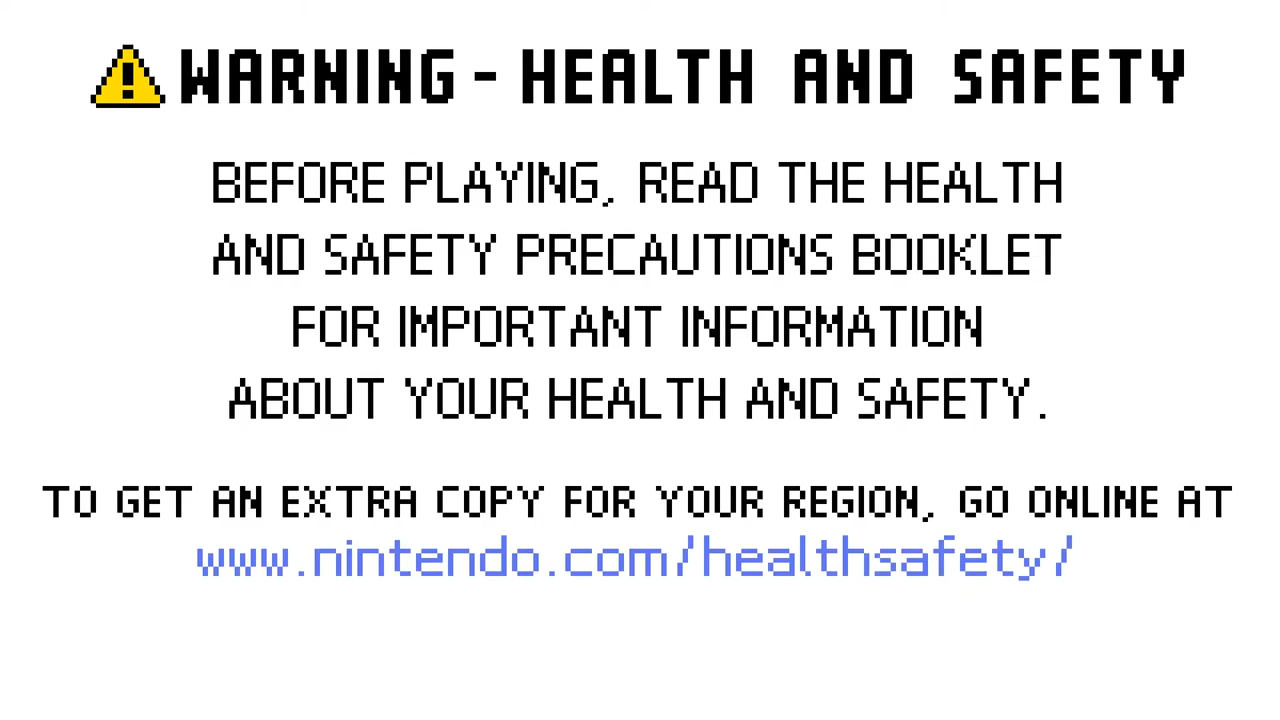 WARNING - HEALTH AND SAFETY
BEFORE PLAYING, READ THE HEALTH
AND SAFETY PRECAUTIONS BOOKLET
FOR IMPORTANT INFORMATION
ABOUT YOUR HEALTH AND SAFETY.
TO GET AN EXTRA COPY FOR YOUR REGION, GO ONLINE AT
www.nintendo.com/healthsafety/